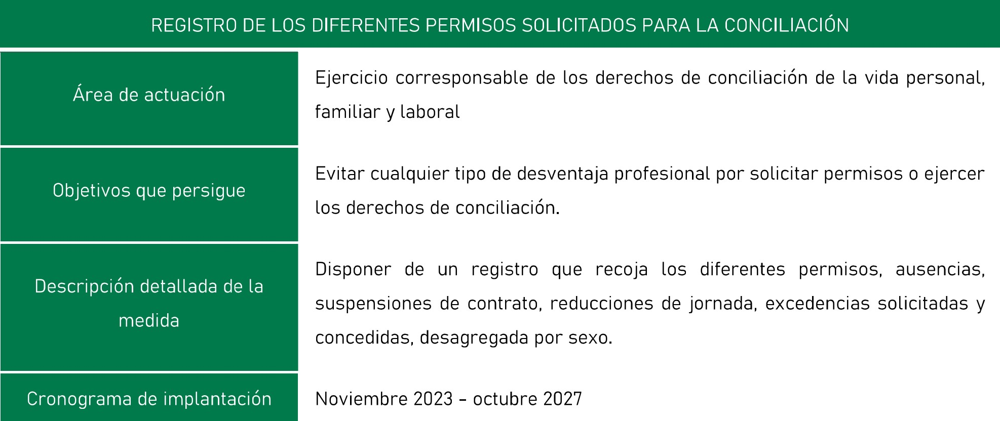 REGISTRO DE LOS DIFERENTES PERMISOS SOLICITADOS PARA LA CONCILIACIÓN
Área de actuación
Ejercicio corresponsable de los derechos de conciliación de la vida personal,
familiar y laboral
Objetivos que persigue
Evitar cualquier tipo de desventaja profesional por solicitar permisos o ejercer
los derechos de conciliación.
Descripción detallada de la
medida
Disponer de un registro que recoja los diferentes permisos, ausencias,
suspensiones de contrato, reducciones de jornada, excedencias solicitadas y
concedidas, desagregada por sexo.
Cronograma de implantación
Noviembre 2023 – octubre 2027